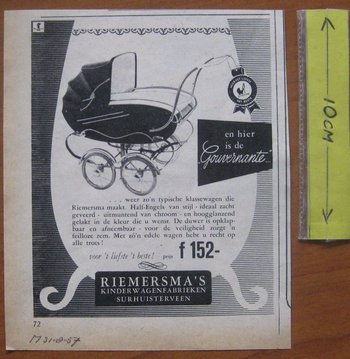 en hier
is de
"Gouvernante"...
... weer zo'n typische klassewagen die
Riemersma maakt. Half-Engels van stijl - ideaal zacht
geveerd - uitmuntend van chroom- en hoogglanzend
gelakt in de kleur die u wenst. De duwer is opklap-
baar en afneembaar - voor de veiligheid zorgt 'n
feilloze rem. Met zo'n edele wagen hebt u recht op
alle trots!
voor 't liefste 't beste! prijs f 152-
RIEMERSMA'S
KINDERWAGENFABRIEKEN
SURHUISTERVEEN
72
M 31-8-57
10CM